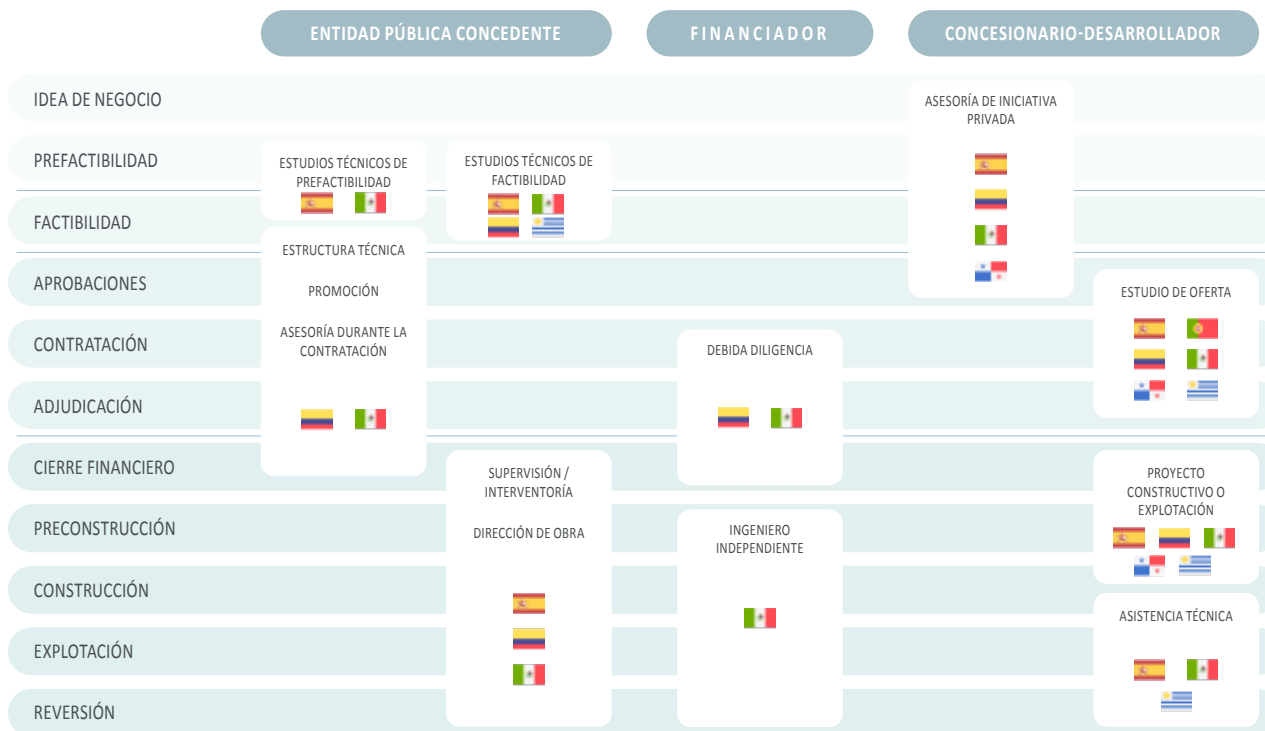 ENTIDAD PÚBLICA CONCEDENTE
FINANCIADOR
CONCESIONARIO-DESARROLLADOR
IDEA DE NEGOCIO
PREFACTIBILIDAD
FACTIBILIDAD
APROBACIONES
CONTRATACIÓN
ADJUDICACIÓN
CIERRE FINANCIERO
PRECONSTRUCCIÓN
CONSTRUCCIÓN
EXPLOTACIÓN
REVERSIÓN
ESTUDIOS TÉCNICOS DE
PREFACTIBILIDAD
ESTRUCTURA TÉCNICA
PROMOCIÓN
ASESORÍA DURANTE LA
CONTRATACIÓN
ESTUDIOS TÉCNICOS DE
FACTIBILIDAD
SUPERVISIÓN /
INTERVENTORÍA
DIRECCIÓN DE OBRA
DEBIDA DILIGENCIA
INGENIERO
INDEPENDIENTE
ASESORÍA DE INICIATIVA
PRIVADA
ESTUDIO DE OFERTA
PROYECTO
CONSTRUCTIVO O
EXPLOTACIÓN
ASISTENCIA TÉCNICA